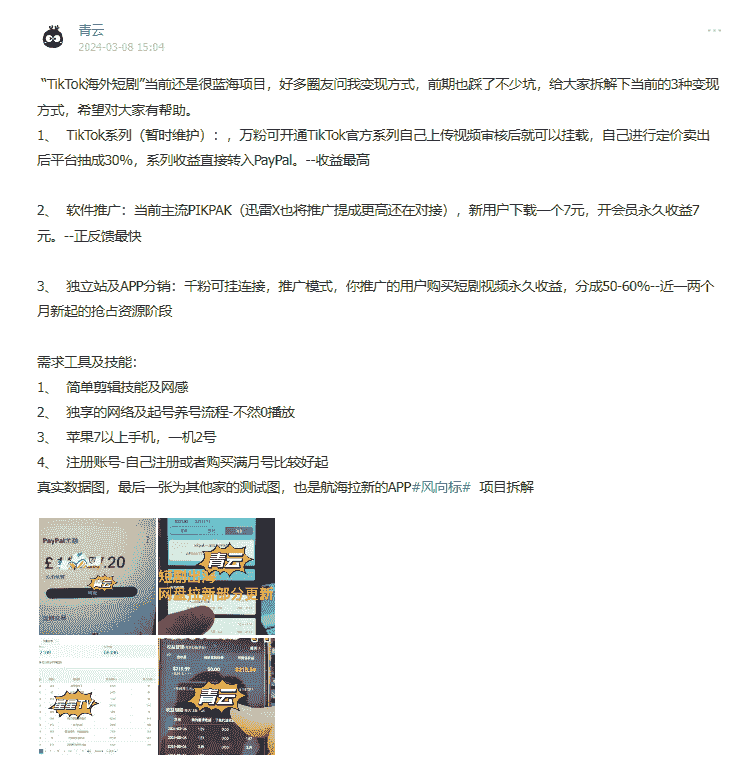 青云
2024-03-08 15:04
“TikTok海外短剧”当前还是很蓝海项目，好多圈友问我变现方式，前期也踩了不少坑，给大家拆解下当前的3种变现
方式，希望对大家有帮助。
1、 TikTok系列（暂时维护）：，万粉可开通TikTok官方系列自己上传视频审核后就可以挂载，自己进行定价卖出
后平台抽成30%，系列收益直接转入PayPal。--收益最高
2、 软件推广：当前主流PIKPAK（迅雷X也将推广提成更高还在对接），新用户下载一个7元，开会员永久收益7
元。--正反馈最快
3、 独立站及APP分销：千粉可挂连接，推广模式，你推广的用户购买短剧视频永久收益，分成50-60%--近一两个
月新起的抢占资源阶段
需求工具及技能：
1、 简单剪辑技能及网感
2、 独享的网络及起号养号流程-不然0播放
3、 苹果7以上手机，一机2号
4、 注册账号-自己注册或者购买满月号比较好起
真实数据图，最后一张为其他家的测试图，也是航海拉新的APP#风向标# 项目拆解
青云
青云
网盘拉新部分更新
星星TV
青云